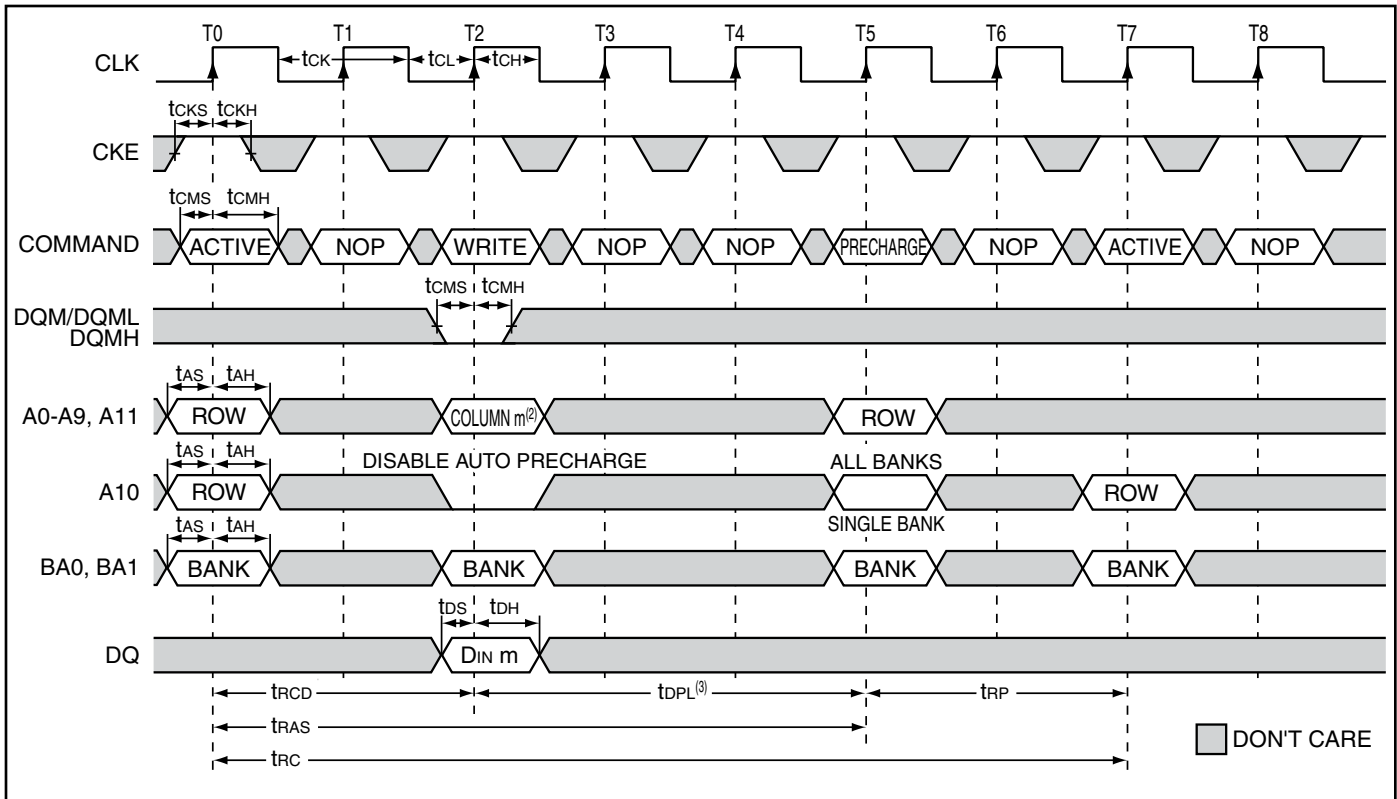 T0 T1 T2 T3 T4 T5 T6 T7 T8
CLK tCK tCL tCH
tCKS tCKH
CKE
tCMS tCMH
COMMAND ACTIVE NOP WRITE NOP NOP PRECHARGE NOP ACTIVE NOP
tCMS tCMH
DQM/DQML
DQMH
tAS tAH
A0-A9, A11 ROW COLUMN m(2) ROW
tAS tAH DISABLE AUTO PRECHARGE ALL BANKS
A10 ROW ROW
tAS tAH SINGLE BANK
BA0, BA1 BANK BANK BANK BANK
tDS tDH
DQ DIN m
tRCD tDPL(3) tRP
tRAS
DON'T CARE
tRC